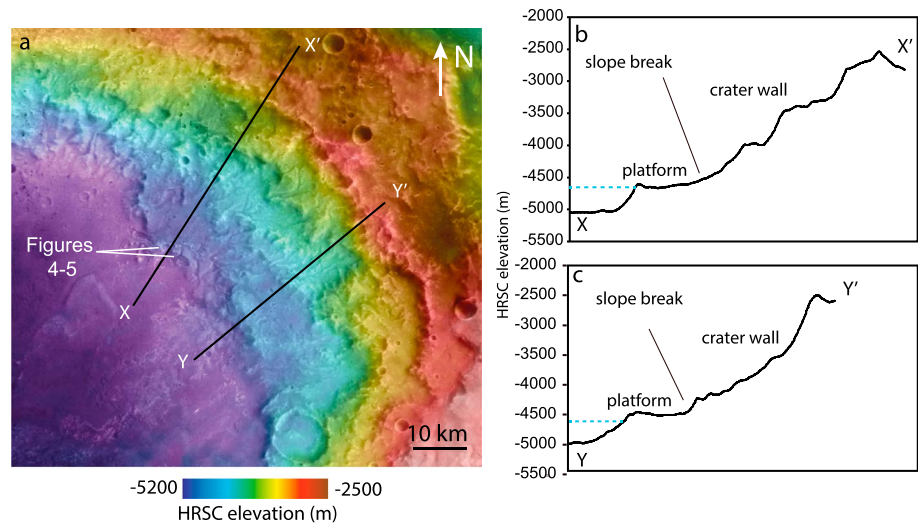 a
X'
N
Y'
Figures
4-5
X
Y
10 km
-5200
-2500
HRSC elevation (m)
HRSC elevation (m)
b
-2000
-2500
-3000
-3500
-4000
-4500
-5000
-5500
slope break
crater wall
platform
X
X'
c
-2000
-2500
-3000
-3500
-4000
-4500
-5000
-5500
slope break
crater wall
platform
Y
Y'